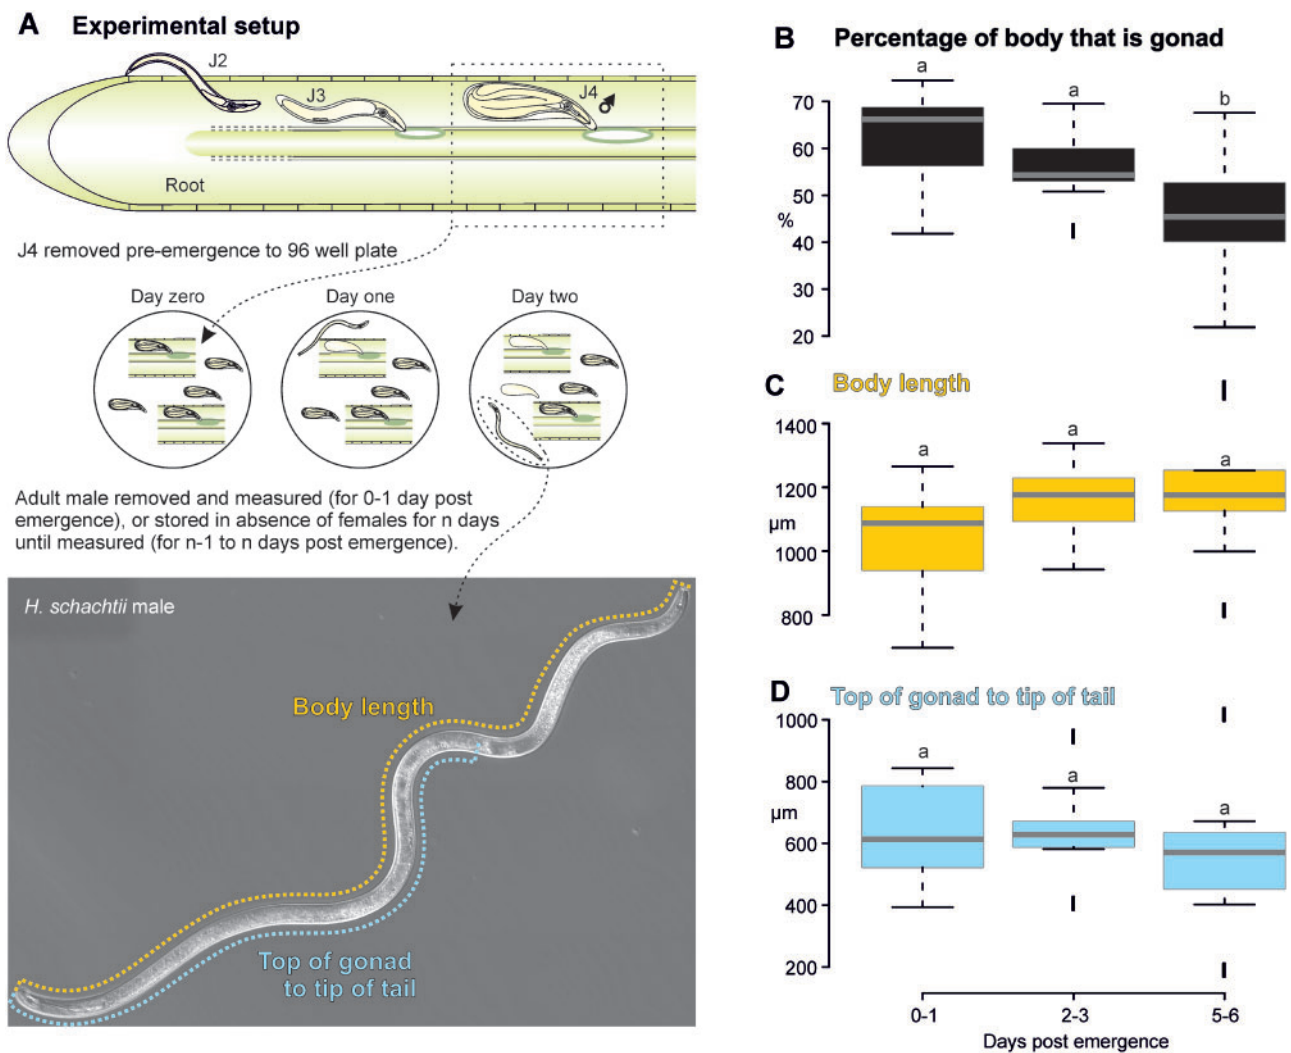 A Experimental setup
J2
J3
J4 ♂
Root
J4 removed pre-emergence to 96 well plate
Day zero
Day one
Day two
Adult male removed and measured (for 0-1 day post
emergence), or stored in absence of females for n days
until measured (for n-1 to n days post emergence).
H. schachtii male
Body length
Top of gonad
to tip of tail
B Percentage of body that is gonad
a
a
b
70
60
50
%
40
30
20
C Body length
1400
a
a
a
1200
µm
1000
800
D Top of gonad to tip of tail
1000
a
a
a
800
µm
600
400
200
0-1
2-3
5-6
Days post emergence